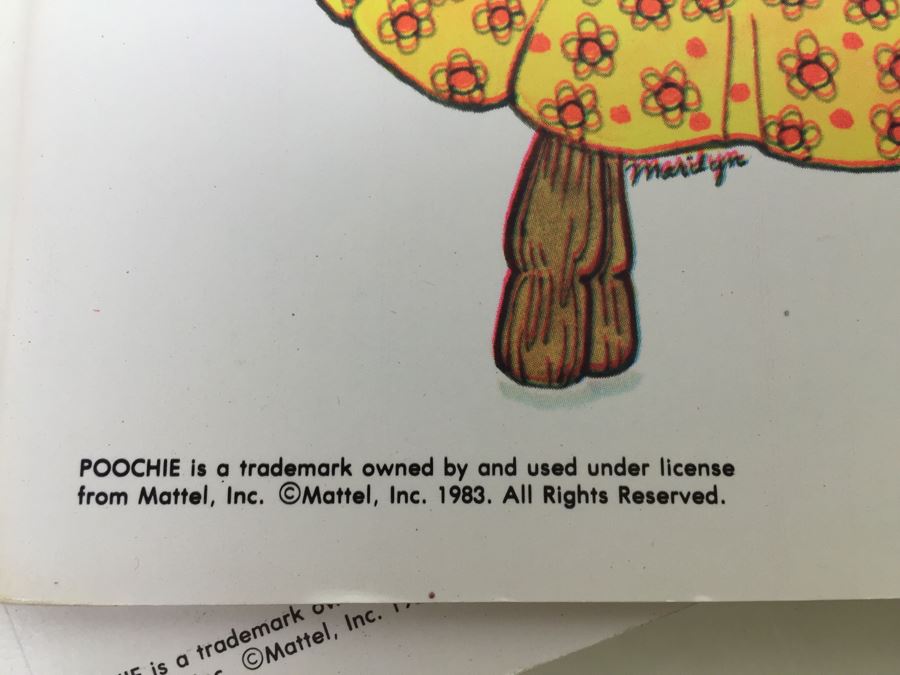 Marilyn
POOCHIE is a trademark owned by and used under license
from Mattel, Inc. ©Mattel, Inc. 1983. All Rights Reserved.
is a trademark
©Mattel, Inc.